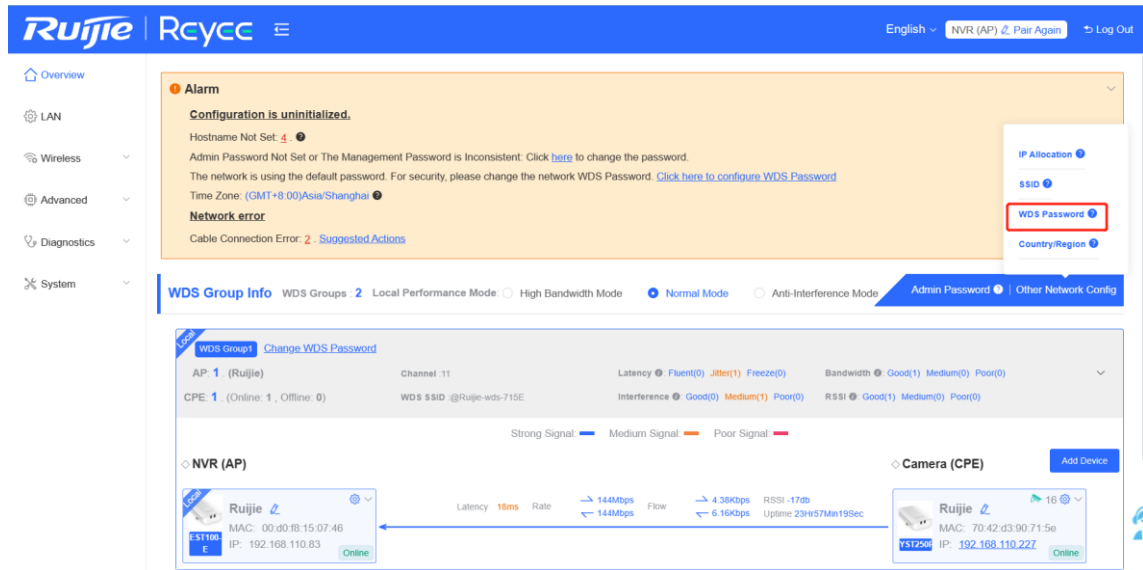 Ruijie | Reyee
English NVR (AP) Pair Again Log Out
Overview
LAN
Wireless
Advanced
Diagnostics
System
Alarm
Configuration is uninitialized.
Hostname Not Set: 4 .
Admin Password Not Set or The Management Password is Inconsistent: Click here to change the password.
The network is using the default password. For security, please change the network WDS Password. Click here to configure WDS Password
Time Zone: (GMT+8:00)Asia/Shanghai
Network error
Cable Connection Error: 2 . Suggested Actions
IP Allocation
SSID
WDS Password
Country/Region
WDS Group Info WDS Groups : 2 Local Performance Mode: High Bandwidth Mode Normal Mode Anti-Interference Mode
Admin Password | Other Network Config
Local
WDS Group1 Change WDS Password
AP: 1 . (Ruijie) Channel :11 Latency : Fluent(0) Jitter(1) Freeze(0) Bandwidth : Good(1) Medium(0) Poor(0)
CPE: 1 . (Online: 1 , Offline: 0) WDS SSID :@Ruijie-wds-715E Interference : Good(0) Medium(1) Poor(0) RSSI : Good(1) Medium(0) Poor(0)
Strong Signal: Medium Signal: Poor Signal:
NVR (AP) Camera (CPE) Add Device
Local
Ruijie
MAC: 00:d0:f8:15:07:46
IP: 192.168.110.83
EST100-E
Online
Latency 18ms Rate 144Mbps Flow 4.38Kbps RSSI -17db
144Mbps 6.16Kbps Uptime 23Hr57Min19Sec
Ruijie 16
MAC: 70:42:d3:90:71:5e
IP: 192.168.110.227
Online